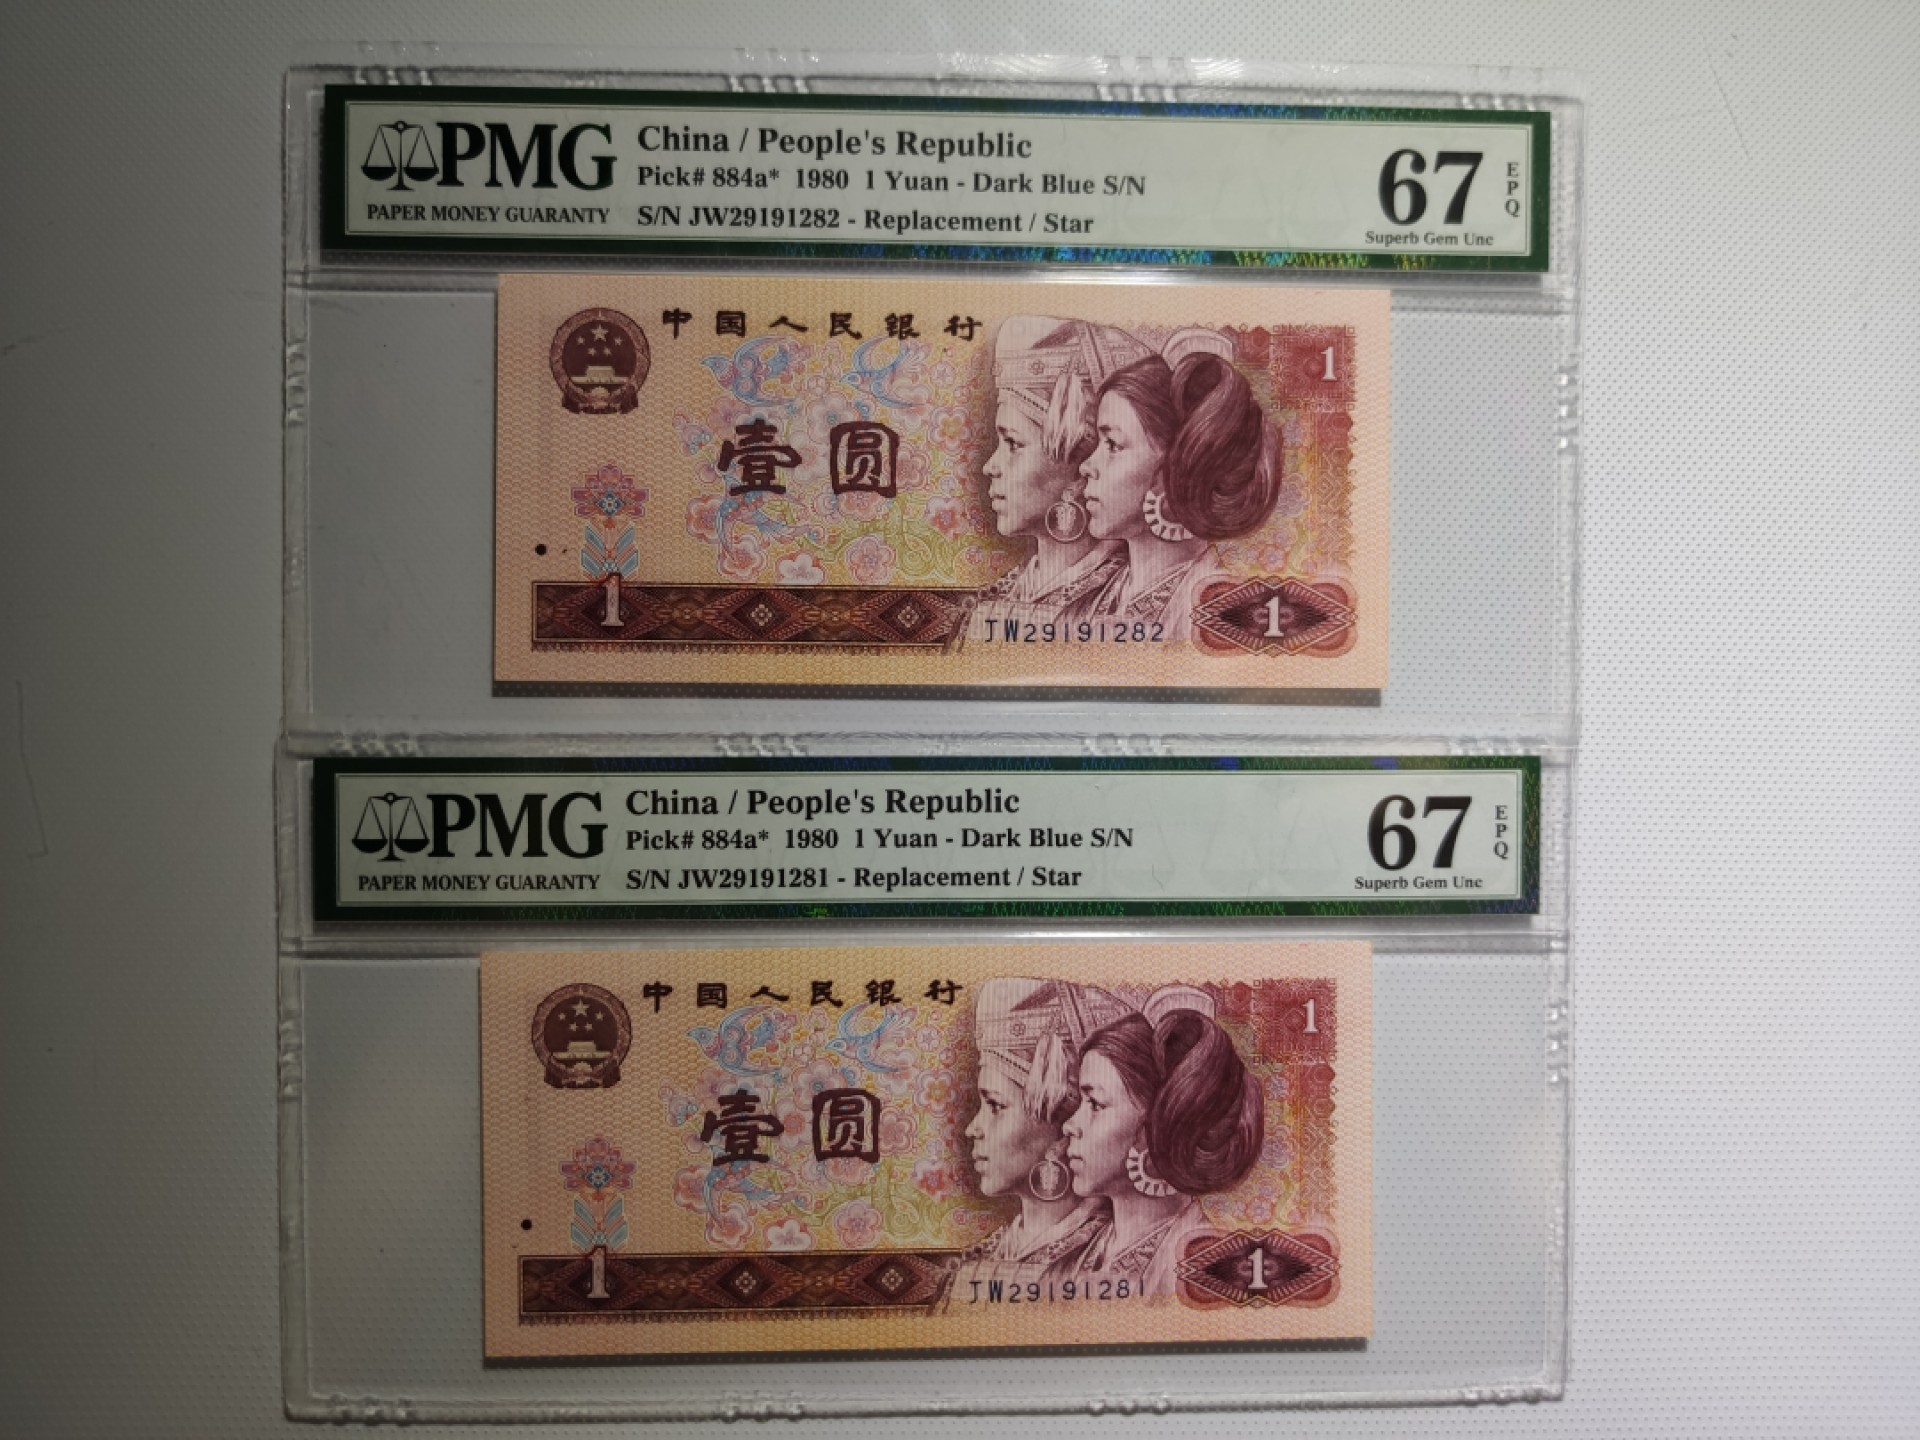 PMG
PAPER MONEY GUARANTY
China / People's Republic
Pick# 884a* 1980 1 Yuan - Dark Blue S/N
S/N JW29191282 - Replacement / Star
67
EPQ
Superb Gem Unc
中国人民银行
1
壹圆
1
JW29191282
1
PMG
PAPER MONEY GUARANTY
China / People's Republic
Pick# 884a* 1980 1 Yuan - Dark Blue S/N
S/N JW29191281 - Replacement / Star
67
EPQ
Superb Gem Unc
中国人民银行
1
壹圆
1
JW29191281
1